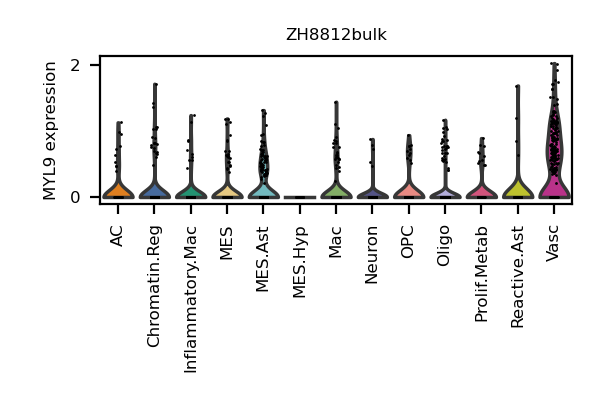 ZH8812bulk
MYL9 expression
2
0
AC
Chromatin.Reg
Inflammatory.Mac
MES
MES.Ast
MES.Hyp
Mac
Neuron
OPC
Oligo
Prolif.Metab
Reactive.Ast
Vasc